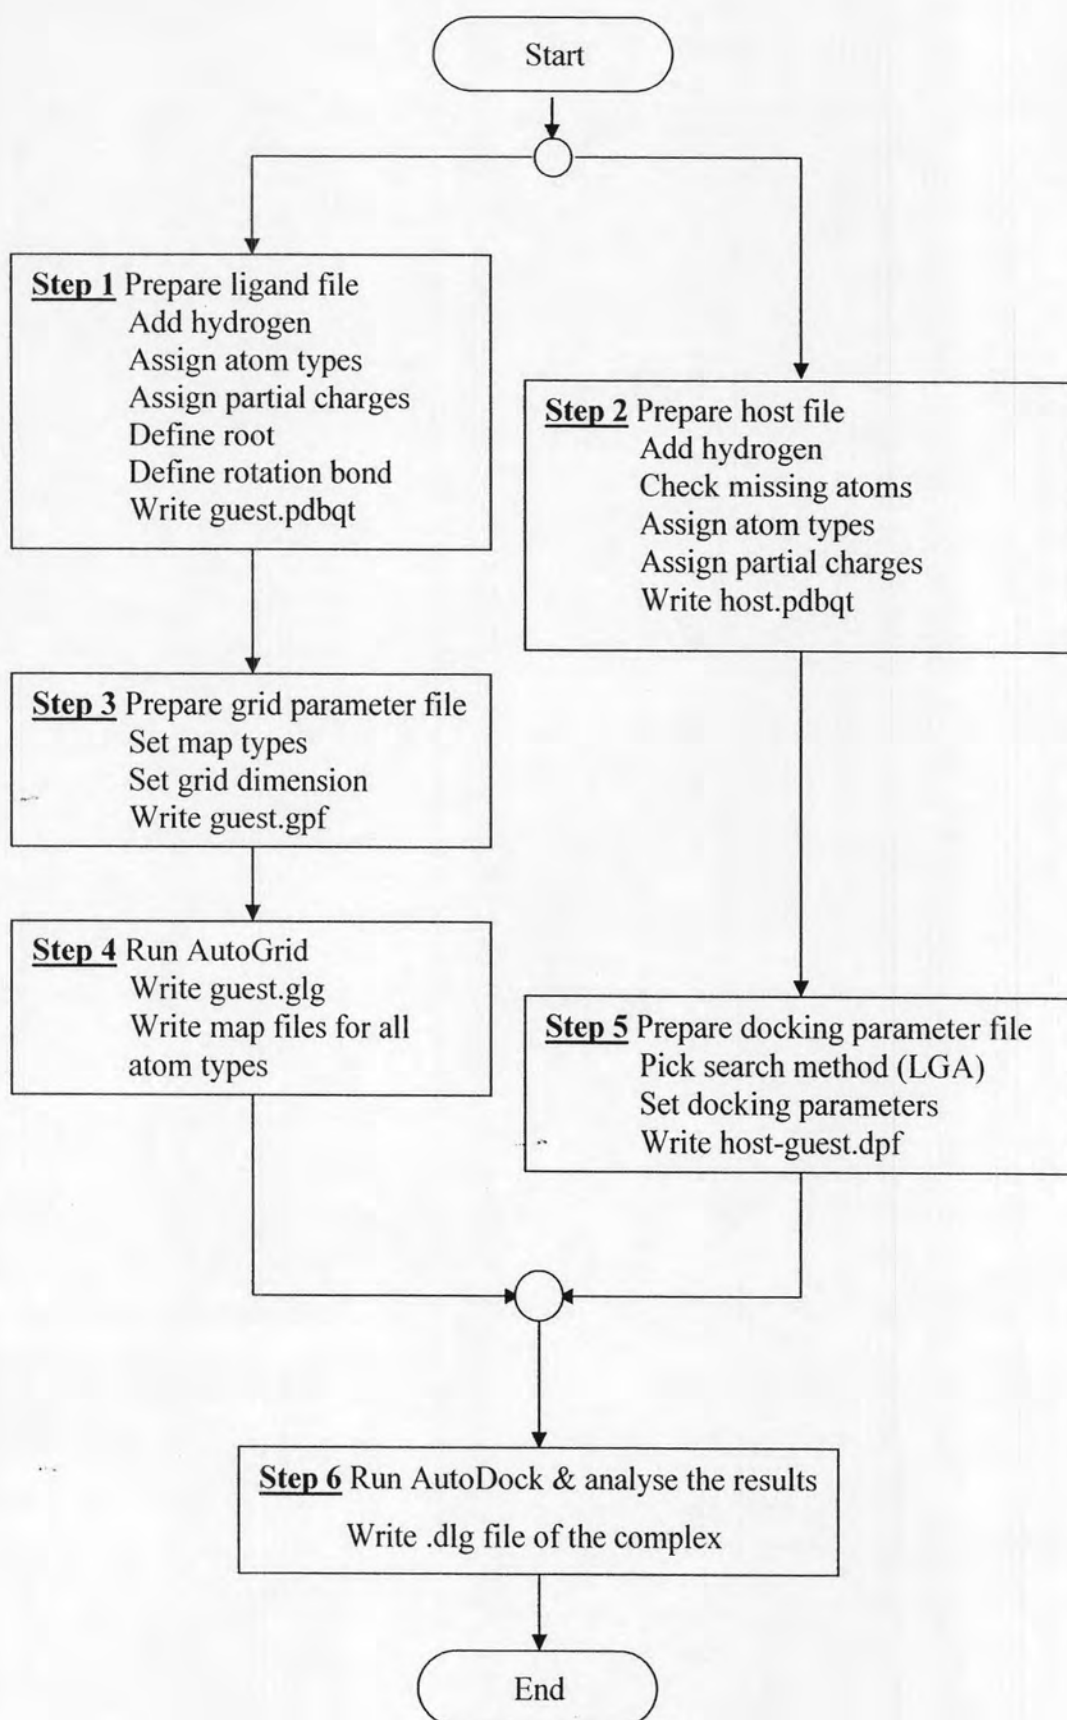 Start
Step 1 Prepare ligand file
Add hydrogen
Assign atom types
Assign partial charges
Define root
Define rotation bond
Write guest.pdbqt
Step 2 Prepare host file
Add hydrogen
Check missing atoms
Assign atom types
Assign partial charges
Write host.pdbqt
Step 3 Prepare grid parameter file
Set map types
Set grid dimension
Write guest.gpf
Step 4 Run AutoGrid
Write guest.glg
Write map files for all
atom types
Step 5 Prepare docking parameter file
Pick search method (LGA)
Set docking parameters
Write host-guest.dpf
Step 6 Run AutoDock & analyse the results
Write .dlg file of the complex
End